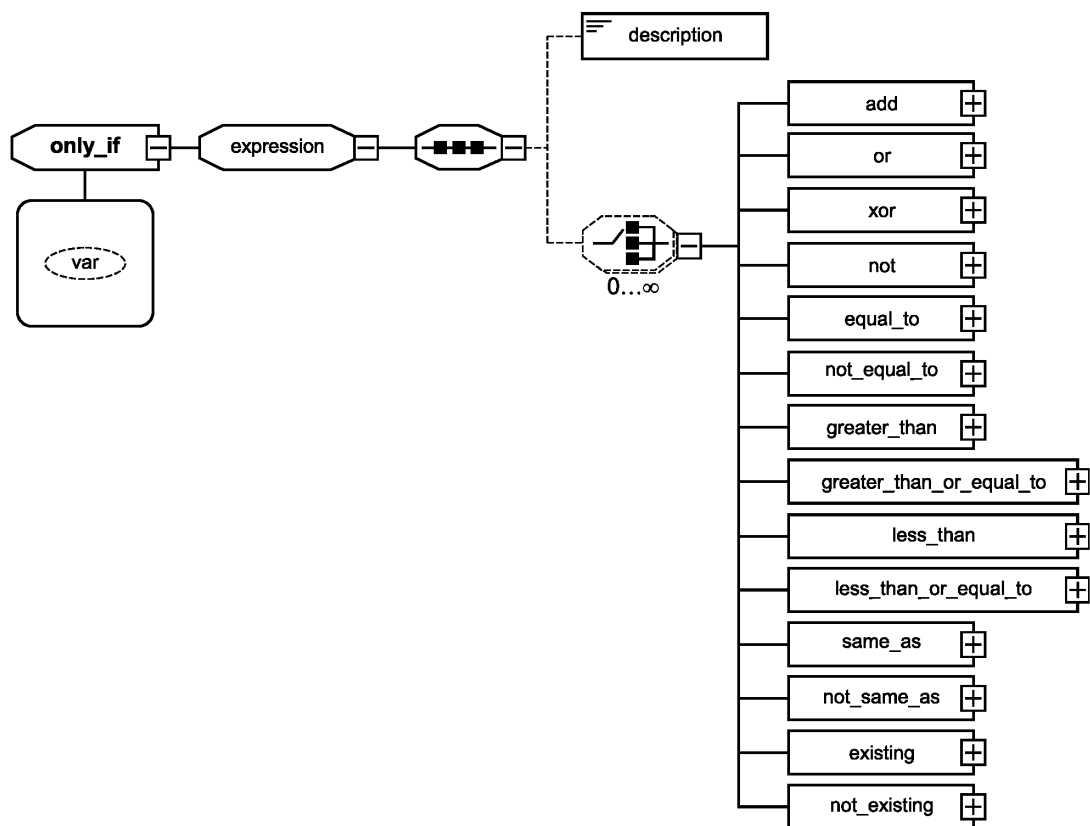 description
only_if
expression
var
0...∞
add
or
xor
not
equal_to
not_equal_to
greater_than
greater_than_or_equal_to
less_than
less_than_or_equal_to
same_as
not_same_as
existing
not_existing